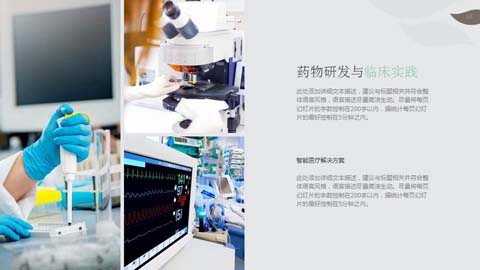 药物研发与临床实践
此处添加详细文本描述，建议与标题相关并符合整
体语言风格，语言描述尽量简洁生动。尽量将每页
幻灯片的字数控制在200字以内，据统计每页幻灯
片的最好控制在5分钟之内。
智能医疗解决方案
此处添加详细文本描述，建议与标题相关并符合整
体语言风格，语言描述尽量简洁生动。尽量将每页
幻灯片的字数控制在200字以内，据统计每页幻灯
片的最好控制在5分钟之内。